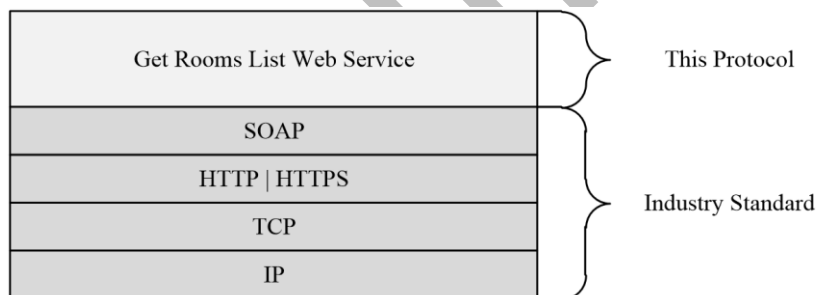 Get Rooms List Web Service
This Protocol
SOAP
HTTP | HTTPS
Industry Standard
TCP
IP